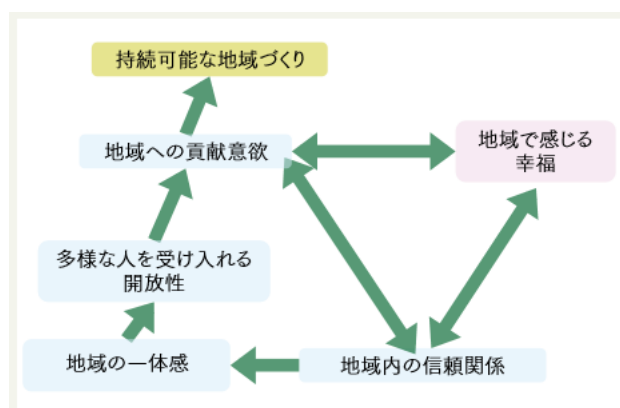 持続可能な地域づくり
地域への貢献意欲
地域で感じる
幸福
多様な人を受け入れる
開放性
地域の一体感
地域内の信頼関係